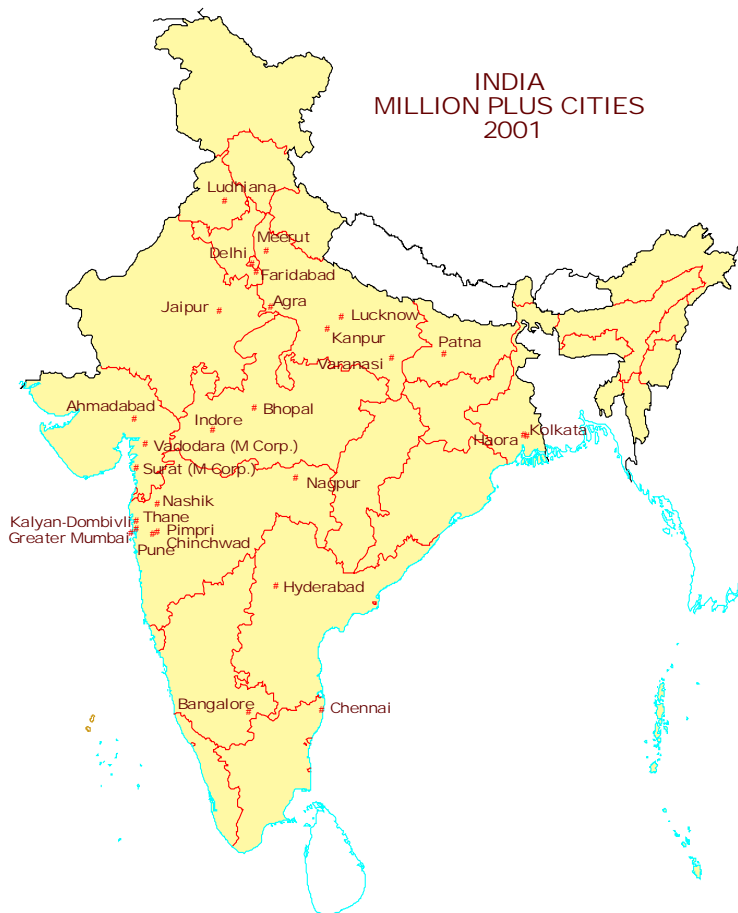 INDIA
MILLION PLUS CITIES
2001
Ludhiana
#
Meerut
#
Delhi
#
Faridabad
#
Agra
#
Jaipur
#
Lucknow
#
Kanpur
#
Patna
#
Varanasi
#
Ahmadabad
#
Indore
#
Bhopal
#
Kolkata
#
Haora
#
Vadodara (M Corp.)
#
Surat (M Corp.)
#
Nagpur
#
Nashik
#
Kalyan-Dombivli
#
Thane
#
Greater Mumbai
#
Pimpri
Chinchwad
#
Pune
#
Hyderabad
#
Bangalore
#
Chennai
#